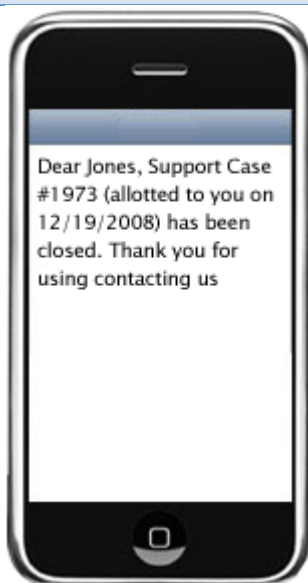 Dear Jones, Support Case
#1973 (allotted to you on
12/19/2008) has been
closed. Thank you for
using contacting us